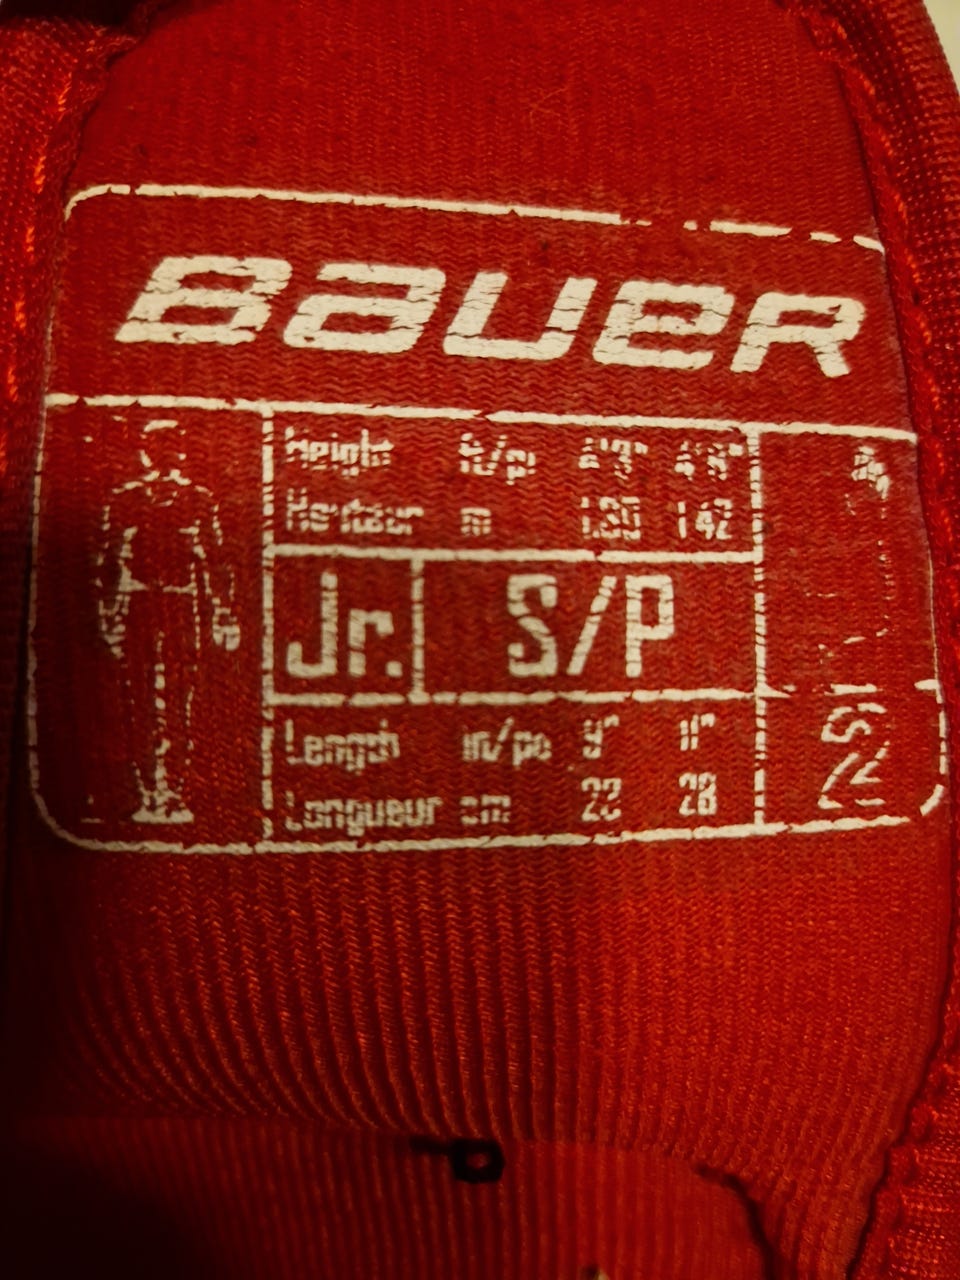 BAUER
Height ft/pi 4'3" 4'8"
Hauteur m 1.30 1.42
Jr. S/P
Length in/po 9" 11"
Longueur cm 22 28